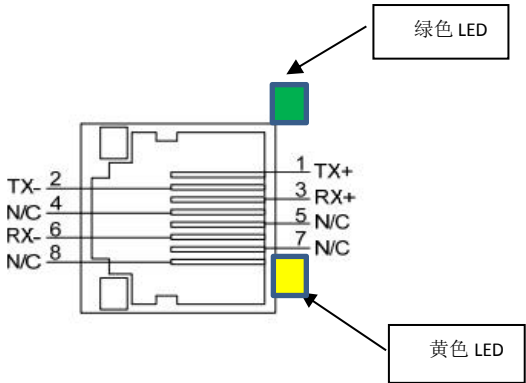 绿色 LED
1 TX+
TX- 2
3 RX+
N/C 4
5 N/C
RX- 6
7 N/C
N/C 8
黄色 LED